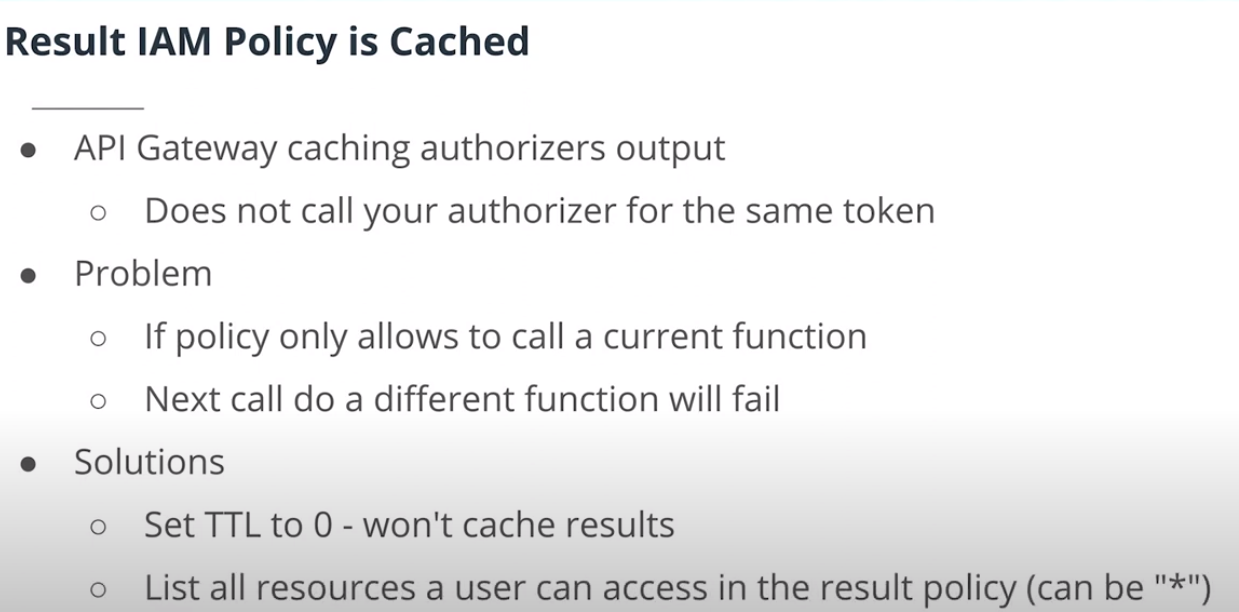 Result IAM Policy is Cached
● API Gateway caching authorizers output
○ Does not call your authorizer for the same token
● Problem
○ If policy only allows to call a current function
○ Next call do a different function will fail
● Solutions
○ Set TTL to 0 - won't cache results
○ List all resources a user can access in the result policy (can be "*")